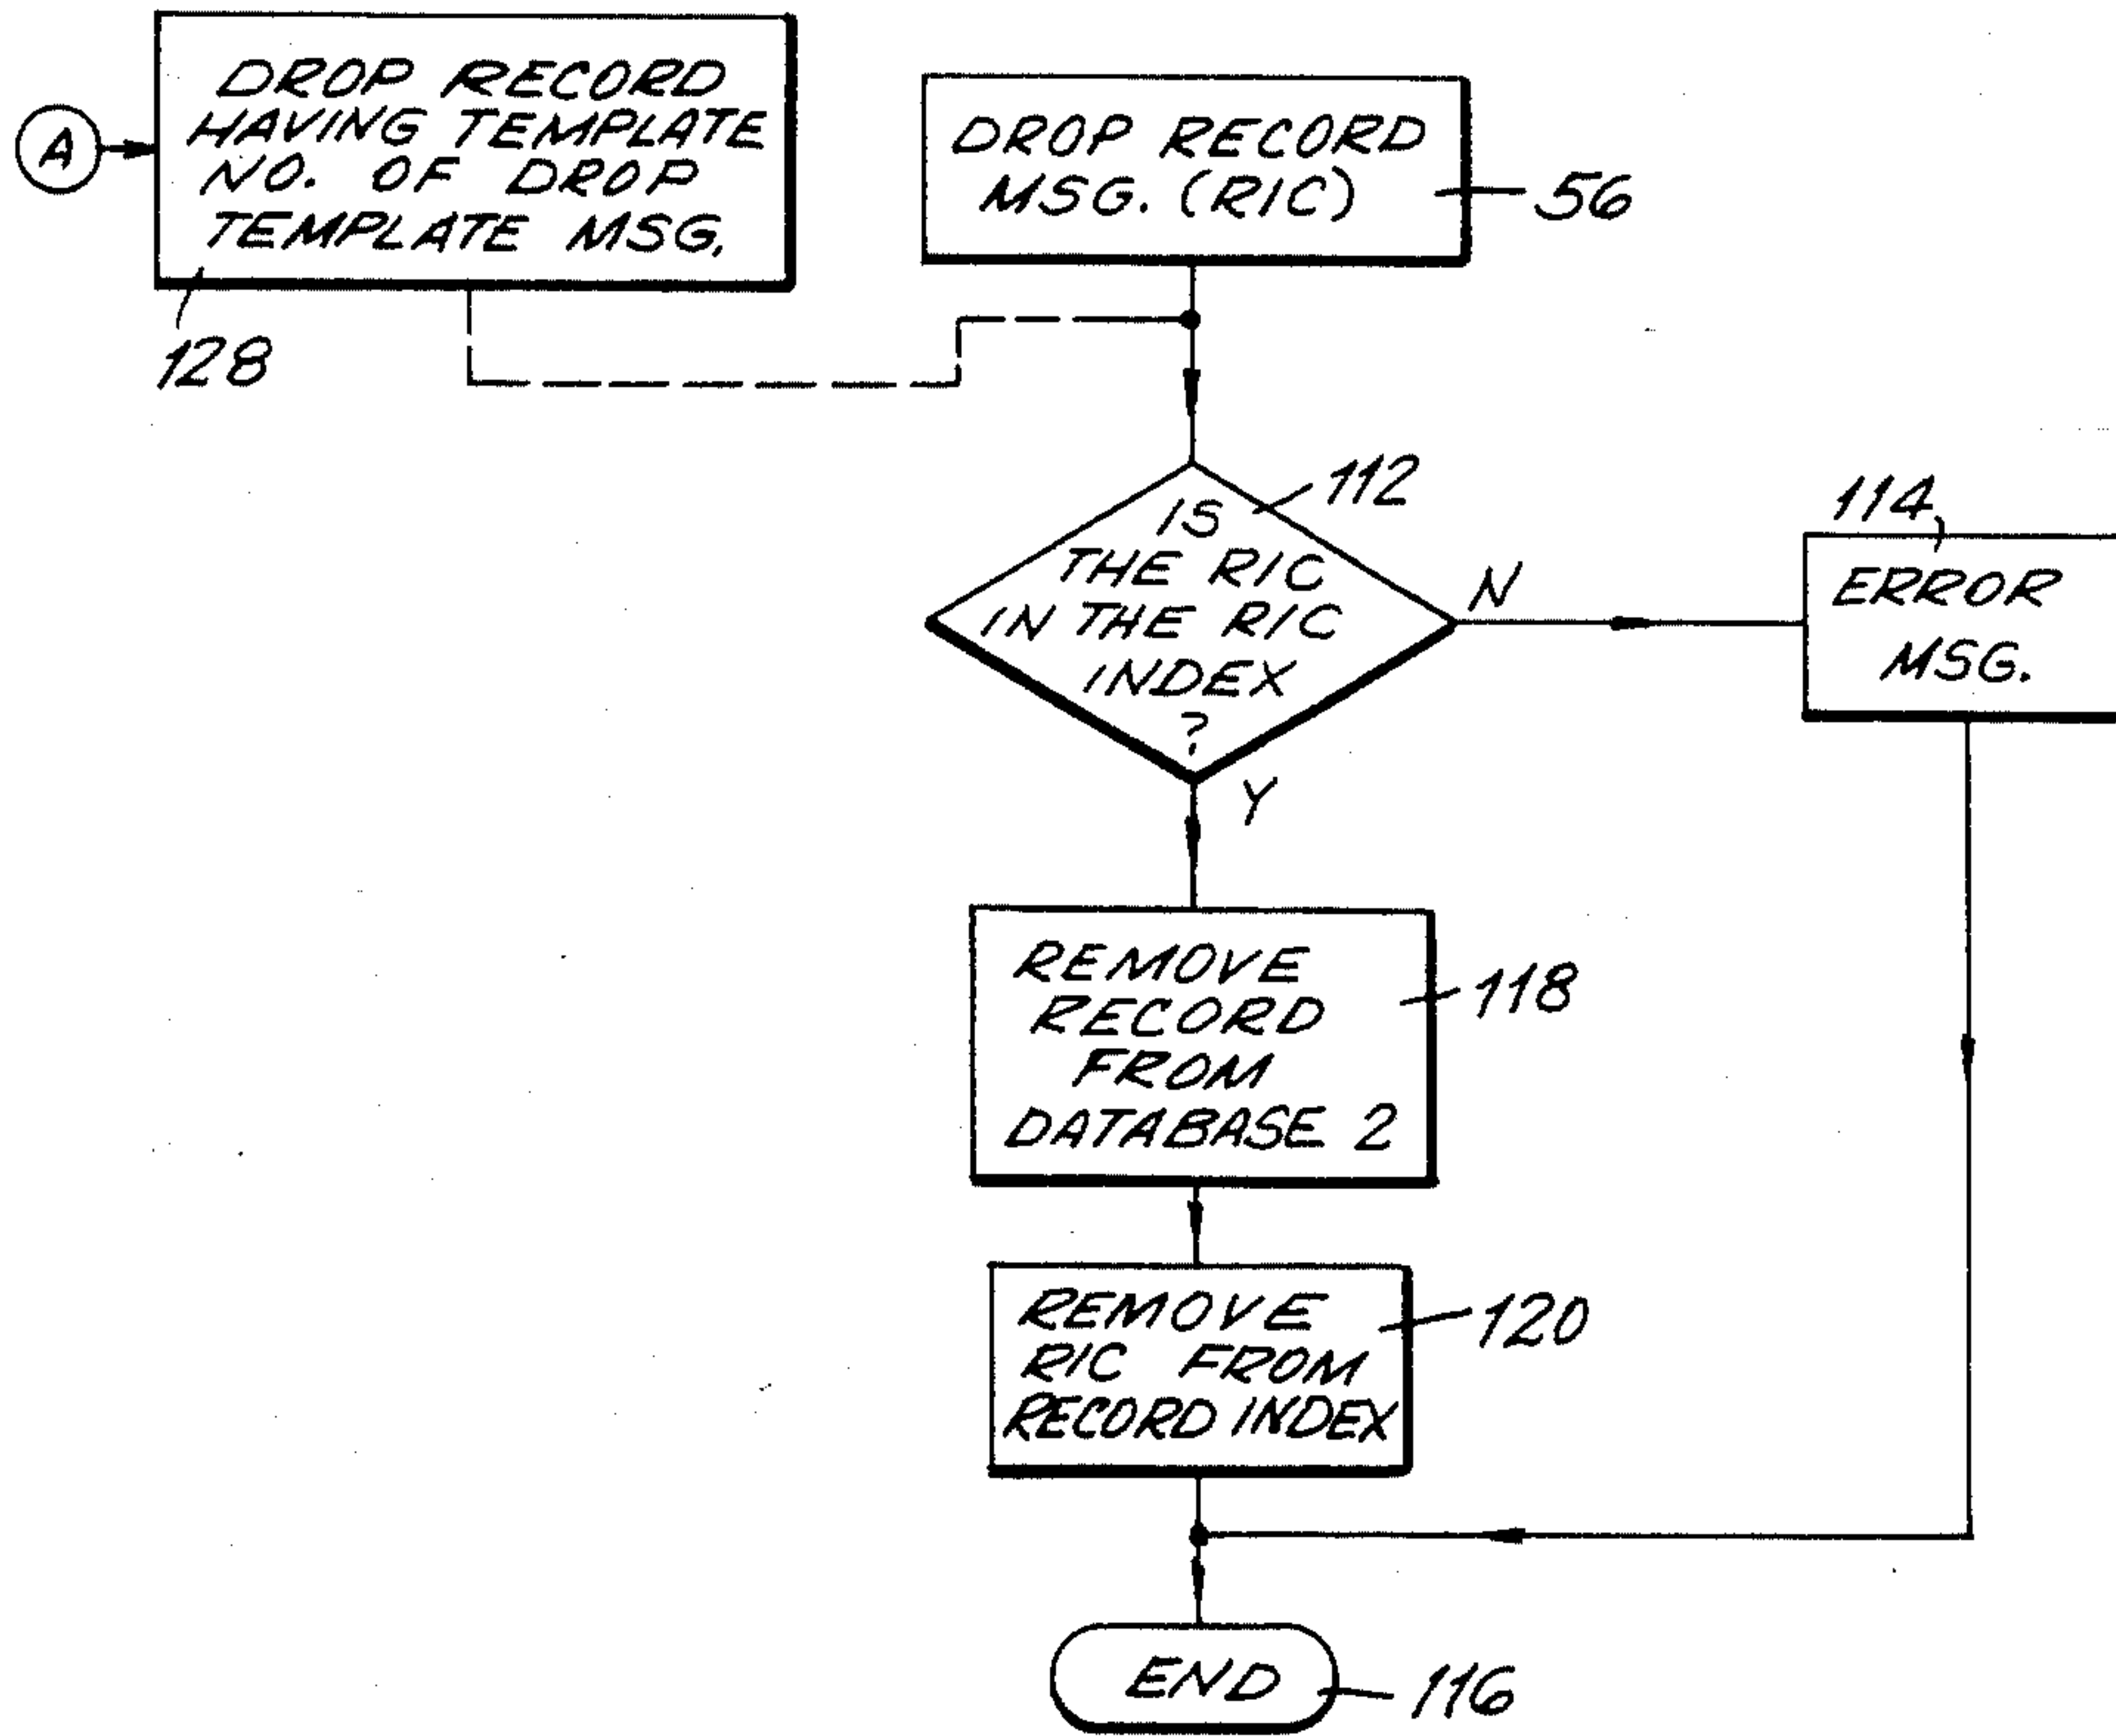 A
DROP RECORD
HAVING TEMPLATE
NO. OF DROP
TEMPLATE MSG.
128
DROP RECORD
MSG. (RIC)
56
IS
THE RIC
IN THE RIC
INDEX
?
112
N
Y
114
ERROR
MSG.
REMOVE
RECORD
FROM
DATABASE 2
118
REMOVE
RIC FROM
RECORD INDEX
120
END
116